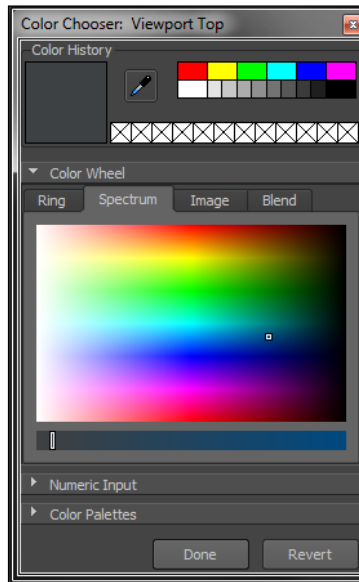 Color Chooser: Viewport Top
Color History
Color Wheel
Ring Spectrum Image Blend
Numeric Input
Color Palettes
Done Revert